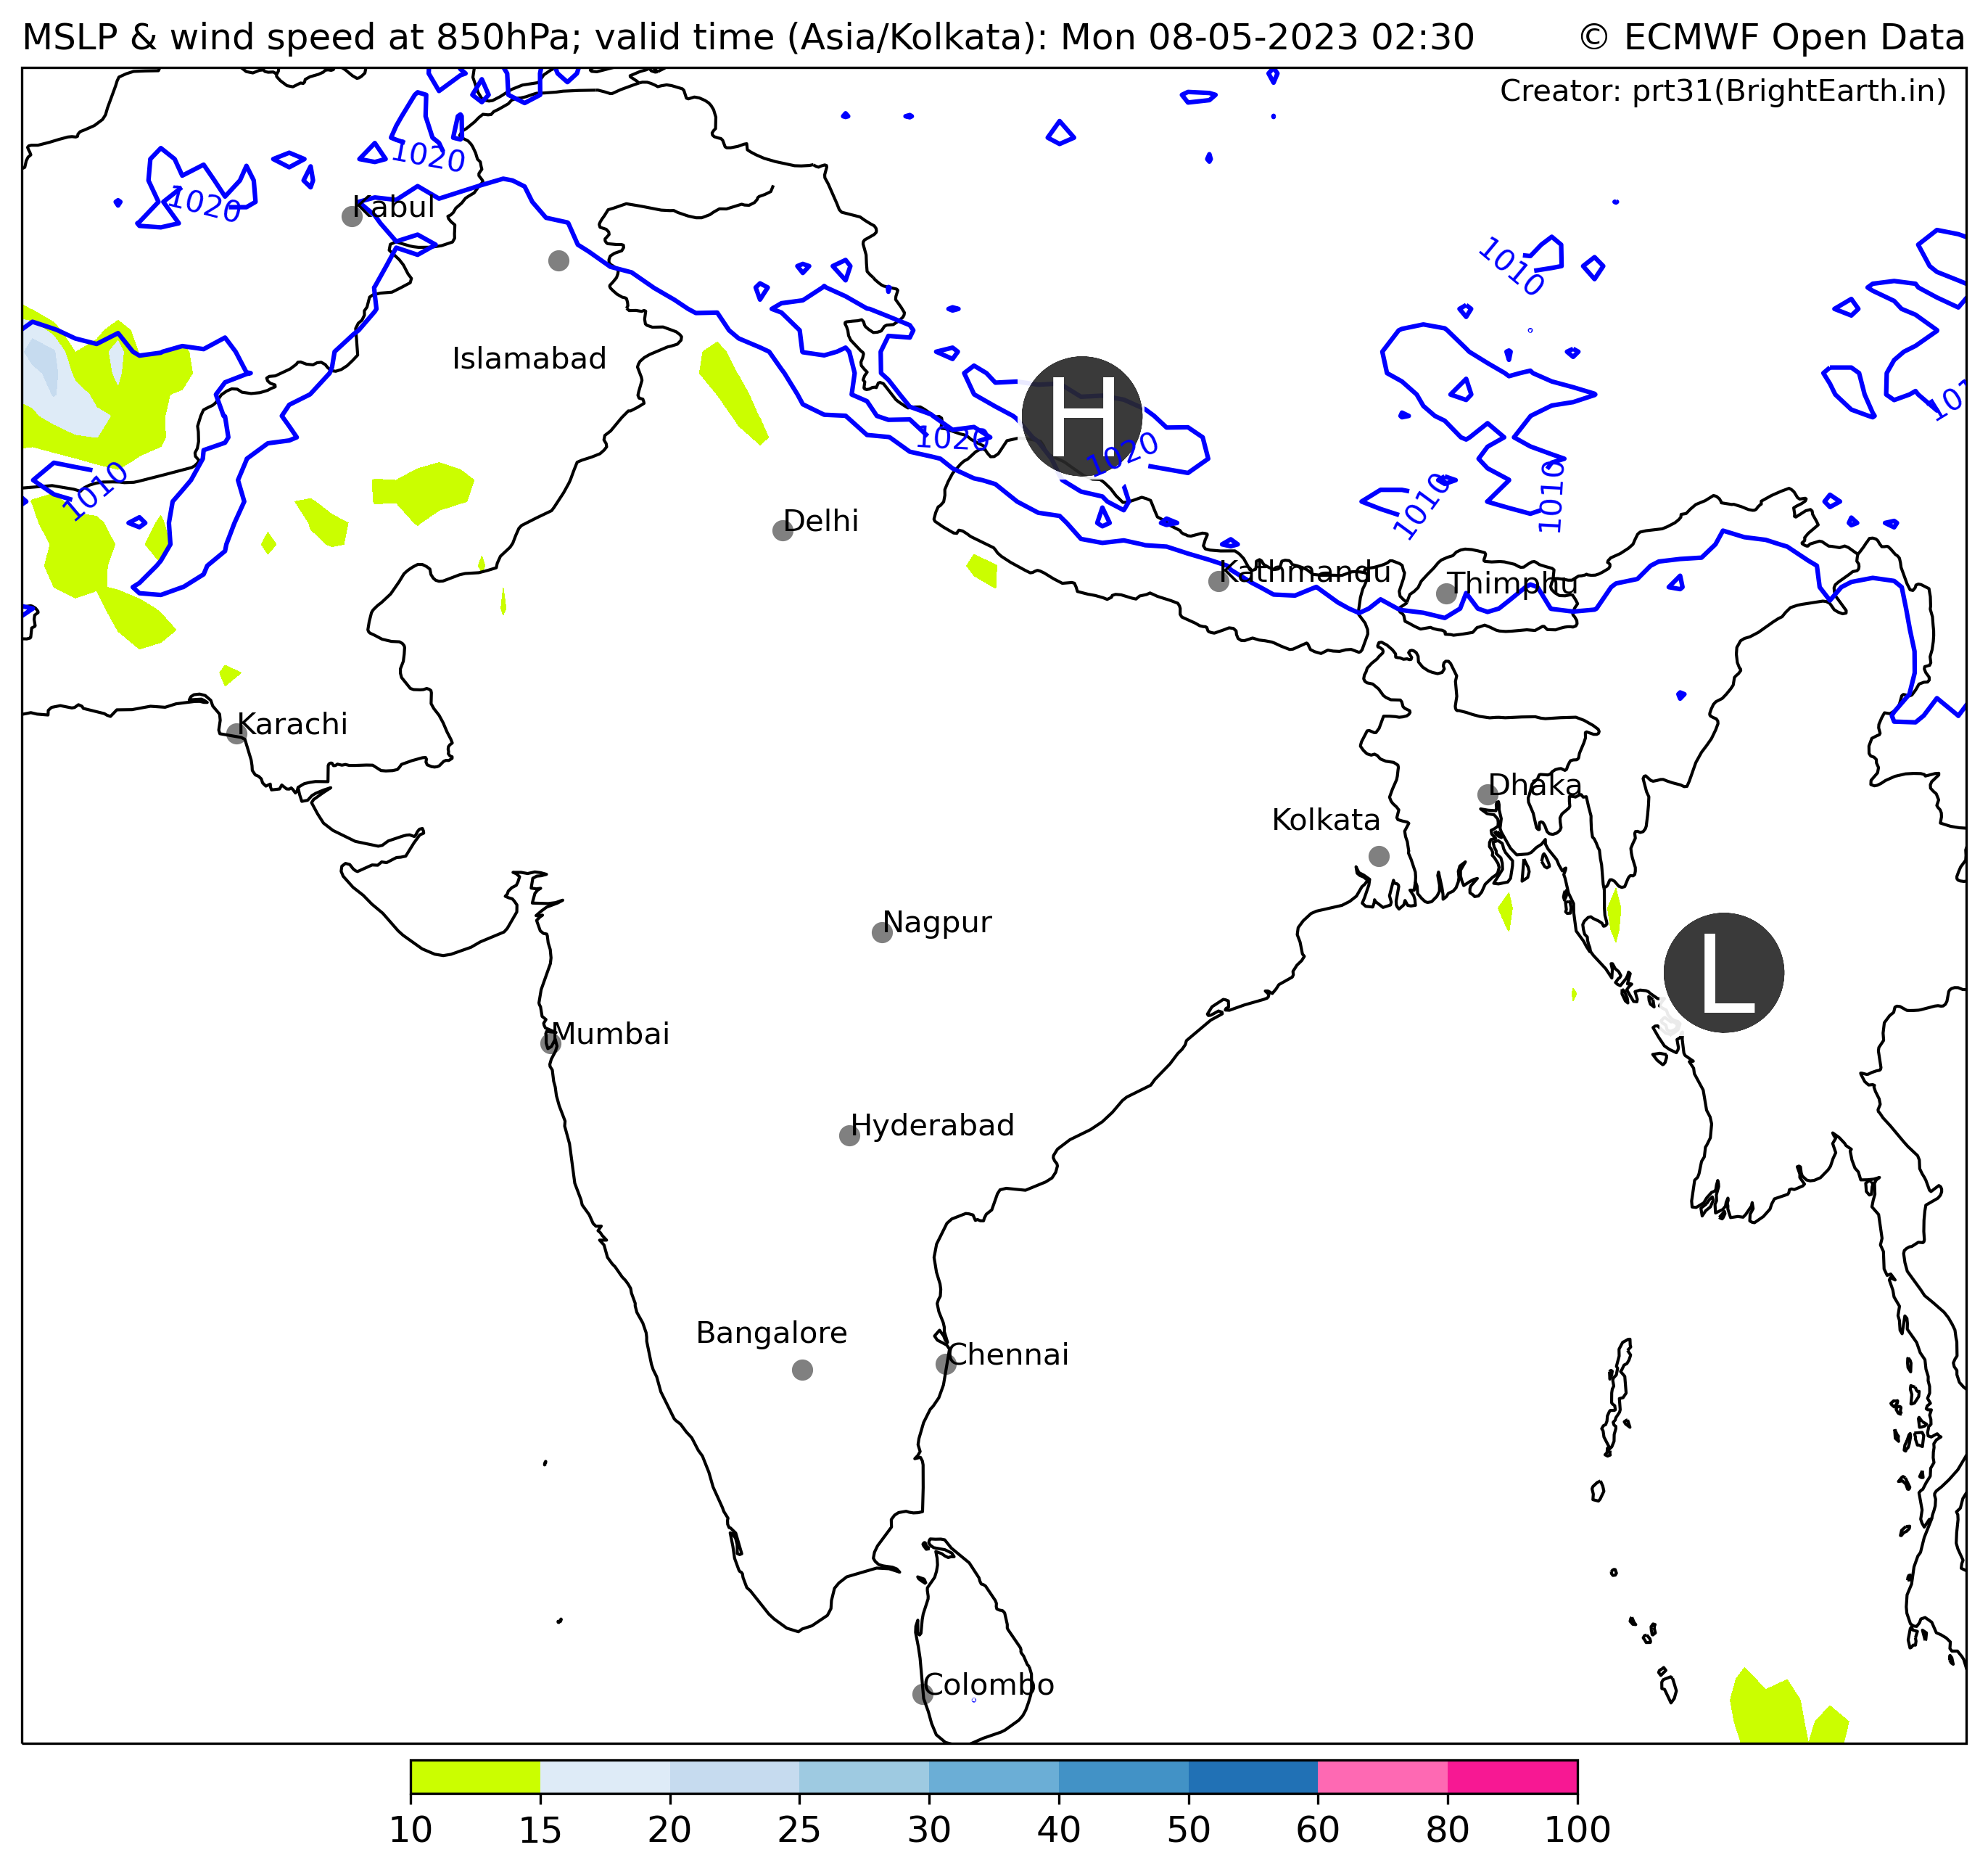 MSLP & wind speed at 850hPa; valid time (Asia/Kolkata): Mon 08-05-2023 02:30
© ECMWF Open Data
Creator: prt31(BrightEarth.in)
1020
1020
Kabul
1010
Islamabad
H
1020
1020
1010
1010
1010
Delhi
Kathmandu
Thimphu
Karachi
Dhaka
Kolkata
Nagpur
L
Mumbai
Hyderabad
Bangalore
Chennai
Colombo
10 15 20 25 30 40 50 60 80 100